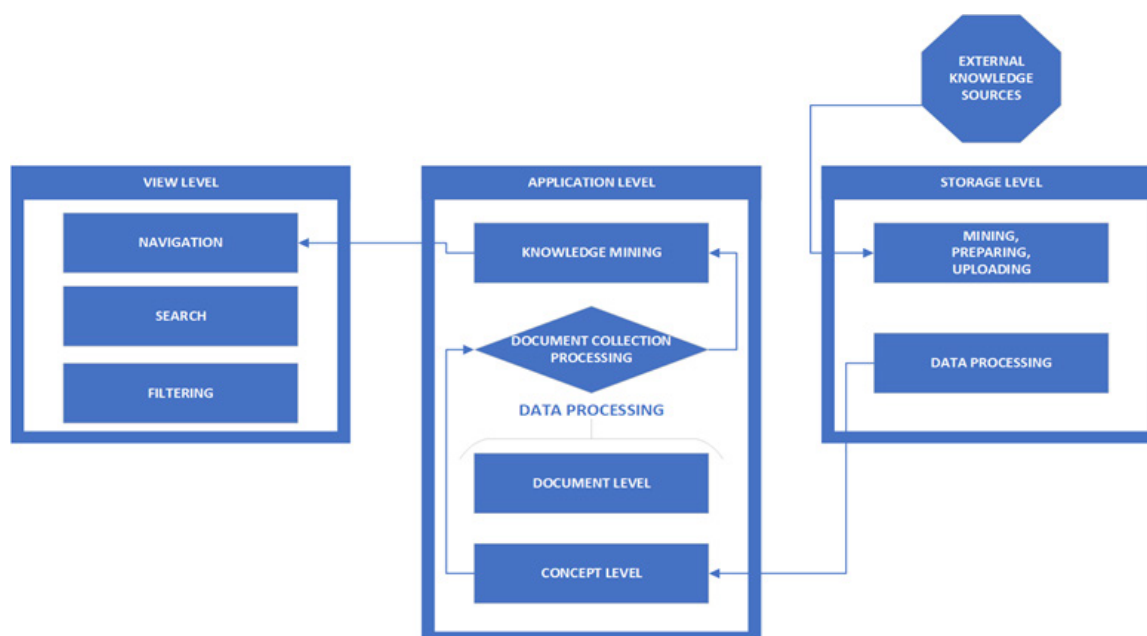 EXTERNAL
KNOWLEDGE
SOURCES
VIEW LEVEL
NAVIGATION
SEARCH
FILTERING
APPLICATION LEVEL
KNOWLEDGE MINING
DOCUMENT COLLECTION
PROCESSING
DATA PROCESSING
DOCUMENT LEVEL
CONCEPT LEVEL
STORAGE LEVEL
MINING,
PREPARING,
UPLOADING
DATA PROCESSING